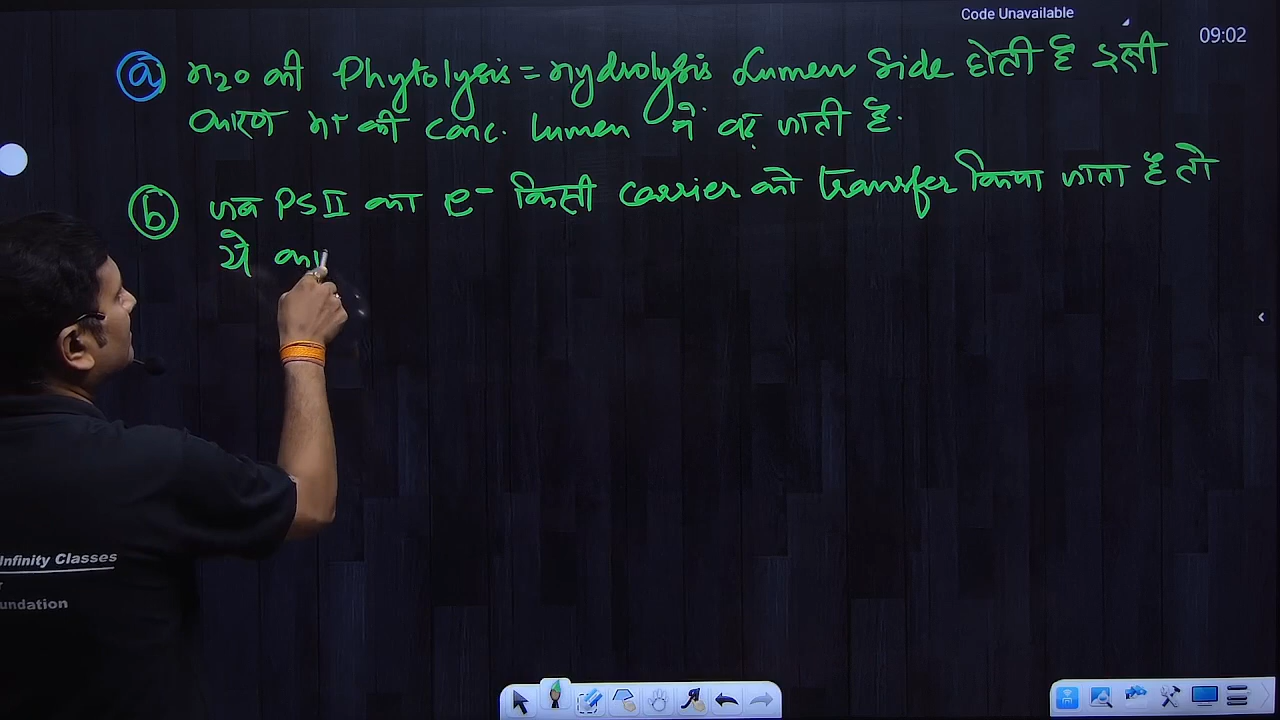 Code Unavailable
09:02
a H2O की Phytolysis = Hydrolysis Lumen Side होती है इसी
कारण H+ की Conc. lumen में बढ़ जाती है.
b जब PS II का e- किसी Carrier को transfer किया जाता है तो
ये
Infinity Classes
undation